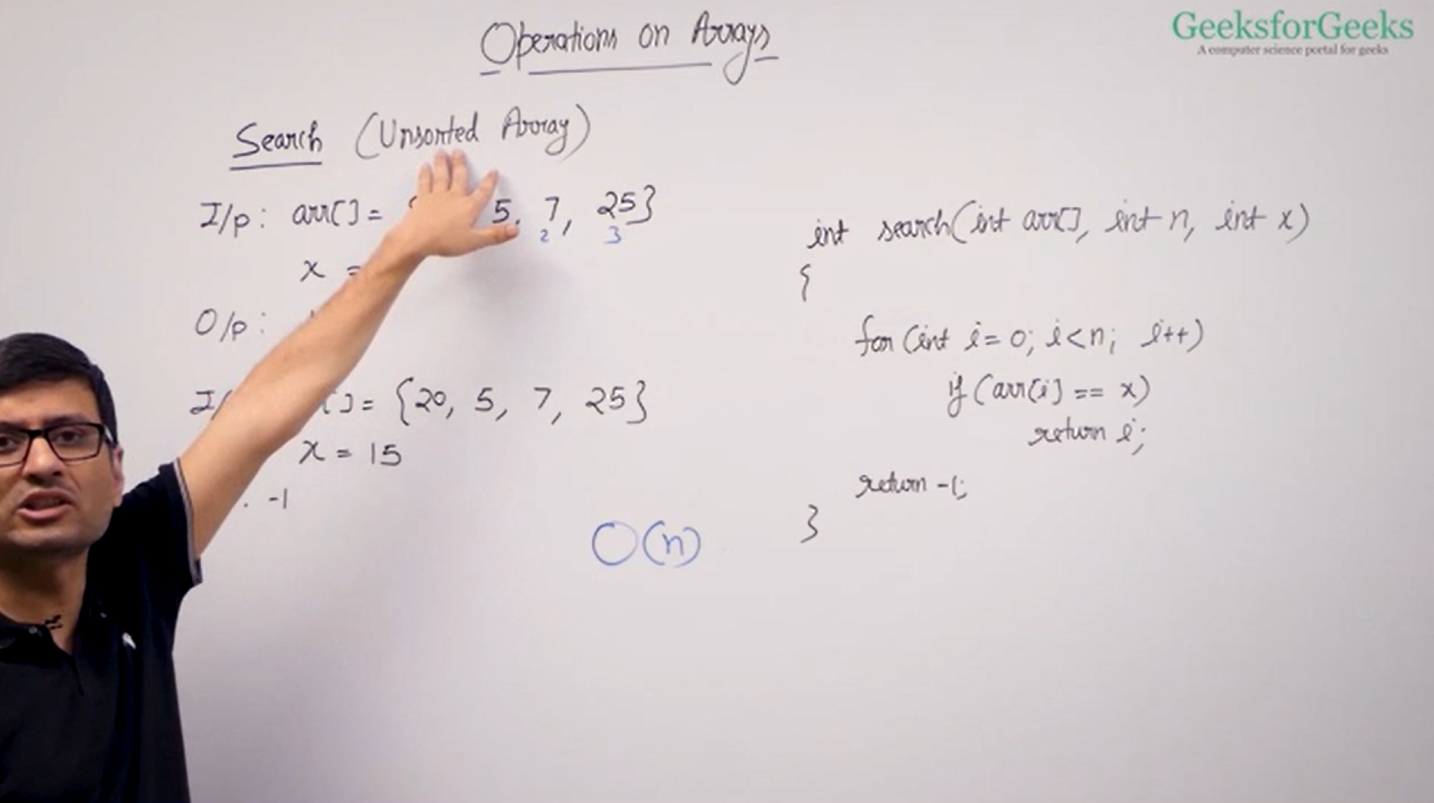 Operations on Arrays
GeeksforGeeks
A computer science portal for geeks
Search (Unsorted Array)
I/p: arr[] = 5, 7, 25}
2 3
x =
O/p:
]= {20, 5, 7, 25}
x = 15
-1
O(n)
int search(int arr[], int n, int x)
{
for (int i=0; i<n; i++)
if (arr[i] == x)
return i;
return -1;
}